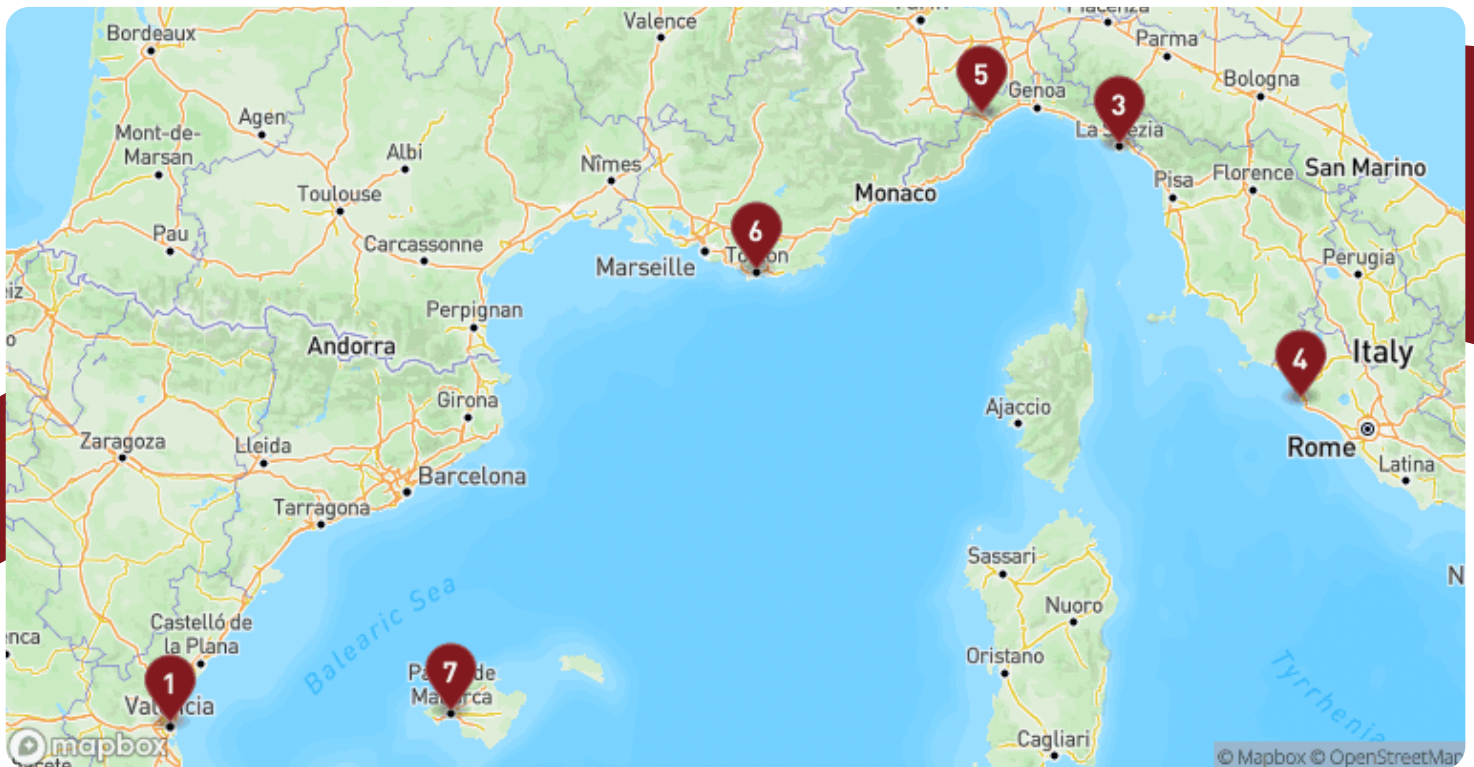 Bordeaux
Valence
Parma
Bologna
5
Genoa
3
Agen
Mont-de-
Marsan
Albi
Nîmes
Toulouse
Monaco
Pisa
Florence
San Marino
Pau
Carcassonne
6
Marseille
Perugia
Perpignan
Andorra
4
Italy
Girona
Ajaccio
Zaragoza
Lleida
Barcelona
Rome
Latina
Tarragona
Sassari
Balearic Sea
Nuoro
Castelló de
la Plana
Oristano
7
1
Cagliari
mapbox
© Mapbox © OpenStreetMap